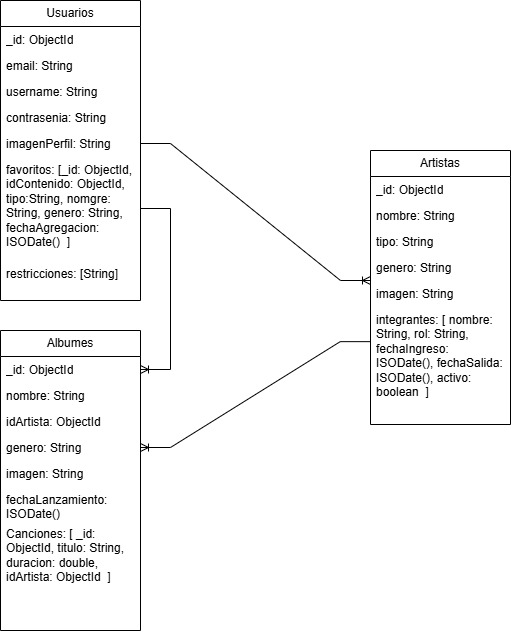 Usuarios
_id: ObjectId
email: String
username: String
contrasenia: String
imagenPerfil: String
favoritos: [_id: ObjectId,
idContenido: ObjectId,
tipo:String, nomgre:
String, genero: String,
fechaAgregacion:
ISODate()  ]
restricciones: [String]
Artistas
_id: ObjectId
nombre: String
tipo: String
genero: String
imagen: String
integrantes: [ nombre:
String, rol: String,
fechaIngreso:
ISODate(), fechaSalida:
ISODate(), activo:
boolean  ]
Albumes
_id: ObjectId
nombre: String
idArtista: ObjectId
genero: String
imagen: String
fechaLanzamiento:
ISODate()
Canciones: [ _id:
ObjectId, titulo: String,
duracion: double,
idArtista: ObjectId  ]